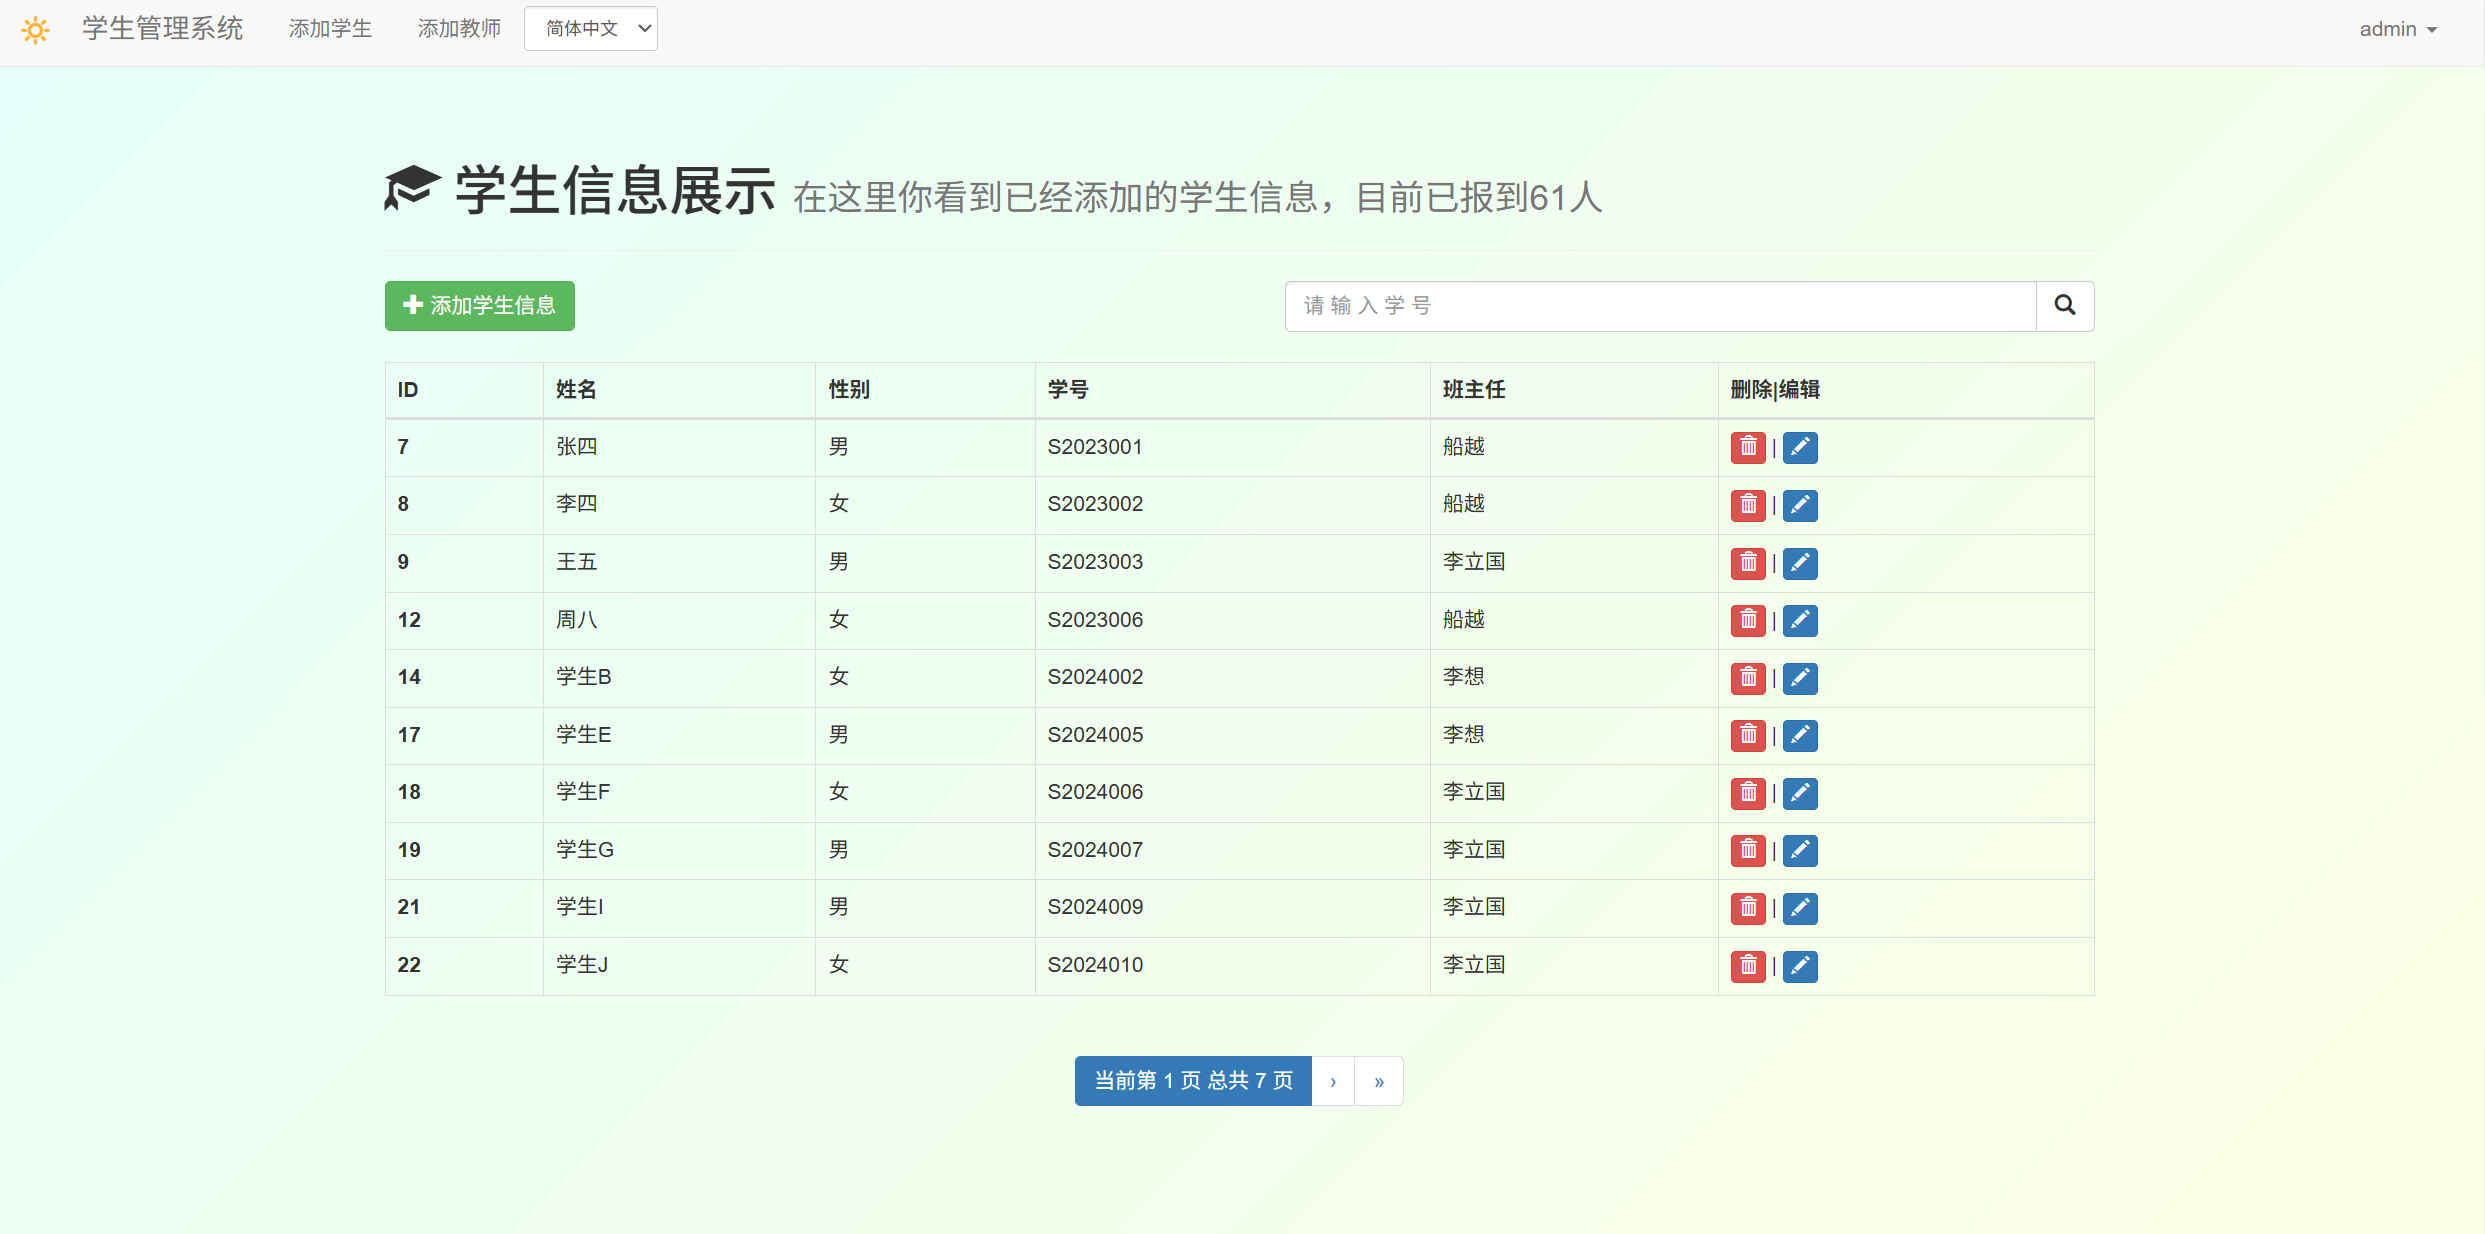 学生管理系统 添加学生 添加教师 简体中文 admin
学生信息展示 在这里你看到已经添加的学生信息，目前已报到61人
添加学生信息 请 输 入 学 号
ID 姓名 性别 学号 班主任 删除|编辑
7 张四 男 S2023001 船越 |
8 李四 女 S2023002 船越 |
9 王五 男 S2023003 李立国 |
12 周八 女 S2023006 船越 |
14 学生B 女 S2024002 李想 |
17 学生E 男 S2024005 李想 |
18 学生F 女 S2024006 李立国 |
19 学生G 男 S2024007 李立国 |
21 学生I 男 S2024009 李立国 |
22 学生J 女 S2024010 李立国 |
当前第 1 页 总共 7 页 › »